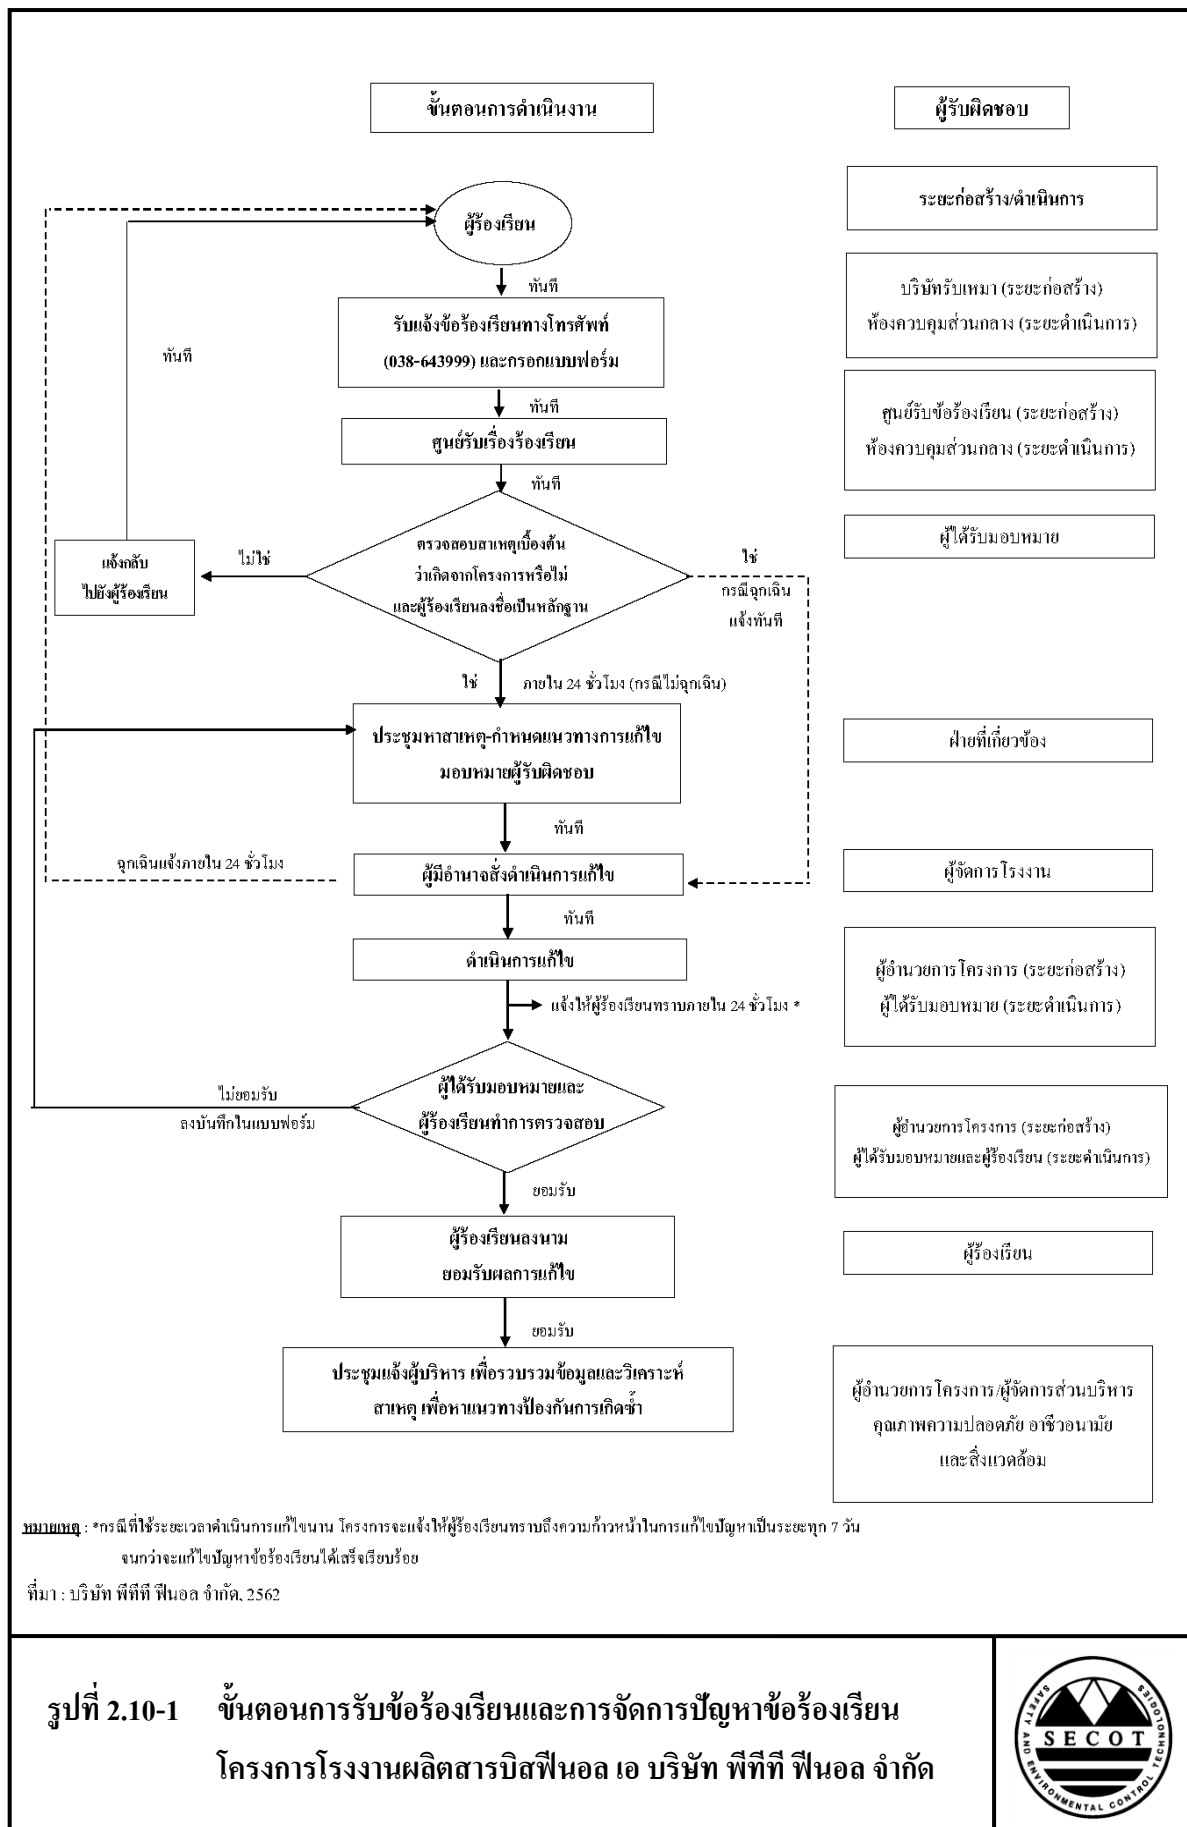 ขั้นตอนการดำเนินงาน
ผู้รับผิดชอบ
ระยะก่อสร้าง/ดำเนินการ
ผู้ร้องเรียน
ทันที
บริษัทรับเหมา (ระยะก่อสร้าง)
ห้องควบคุมส่วนกลาง (ระยะดำเนินการ)
รับแจ้งข้อร้องเรียนทางโทรศัพท์
(038-643999) และกรอกแบบฟอร์ม
ทันที
ทันที
ศูนย์รับข้อร้องเรียน (ระยะก่อสร้าง)
ห้องควบคุมส่วนกลาง (ระยะดำเนินการ)
ศูนย์รับเรื่องร้องเรียน
ทันที
ผู้ได้รับมอบหมาย
ตรวจสอบสาเหตุเบื้องต้น
ว่าเกิดจากโครงการหรือไม่
และผู้ร้องเรียนลงชื่อเป็นหลักฐาน
ไม่ใช่
แจ้งกลับ
ไปยังผู้ร้องเรียน
ใช่
กรณีฉุกเฉิน
แจ้งทันที
ใช่
ภายใน 24 ชั่วโมง (กรณีไม่ฉุกเฉิน)
ประชุมหาสาเหตุ-กำหนดแนวทางการแก้ไข
มอบหมายผู้รับผิดชอบ
ฝ่ายที่เกี่ยวข้อง
ทันที
ฉุกเฉินแจ้งภายใน 24 ชั่วโมง
ผู้มีอำนาจสั่งดำเนินการแก้ไข
ผู้จัดการโรงงาน
ทันที
ดำเนินการแก้ไข
ผู้อำนวยการโครงการ (ระยะก่อสร้าง)
ผู้ได้รับมอบหมาย (ระยะดำเนินการ)
แจ้งให้ผู้ร้องเรียนทราบภายใน 24 ชั่วโมง *
ผู้ได้รับมอบหมายและ
ผู้ร้องเรียนทำการตรวจสอบ
ไม่ยอมรับ
ลงบันทึกในแบบฟอร์ม
ผู้อำนวยการโครงการ (ระยะก่อสร้าง)
ผู้ได้รับมอบหมายและผู้ร้องเรียน (ระยะดำเนินการ)
ยอมรับ
ผู้ร้องเรียนลงนาม
ยอมรับผลการแก้ไข
ผู้ร้องเรียน
ยอมรับ
ประชุมแจ้งผู้บริหาร เพื่อรวบรวมข้อมูลและวิเคราะห์
สาเหตุ เพื่อหาแนวทางป้องกันการเกิดซ้ำ
ผู้อำนวยการโครงการ/ผู้จัดการส่วนบริหาร
คุณภาพความปลอดภัย อาชีวอนามัย
และสิ่งแวดล้อม
หมายเหตุ : *กรณีที่ใช้ระยะเวลาดำเนินการแก้ไขนาน โครงการจะแจ้งให้ผู้ร้องเรียนทราบถึงความก้าวหน้าในการแก้ไขปัญหาเป็นระยะทุก 7 วัน
จนกว่าจะแก้ไขปัญหาข้อร้องเรียนได้เสร็จเรียบร้อย
ที่มา : บริษัท พีทีที ฟีนอล จำกัด, 2562
รูปที่ 2.10-1 ขั้นตอนการรับข้อร้องเรียนและการจัดการปัญหาข้อร้องเรียน
โครงการโรงงานผลิตสารบิสฟีนอล เอ บริษัท พีทีที ฟีนอล จำกัด
SECOT
SAFETY AND ENVIRONMENTAL CONTROL TECHNOLOGIES